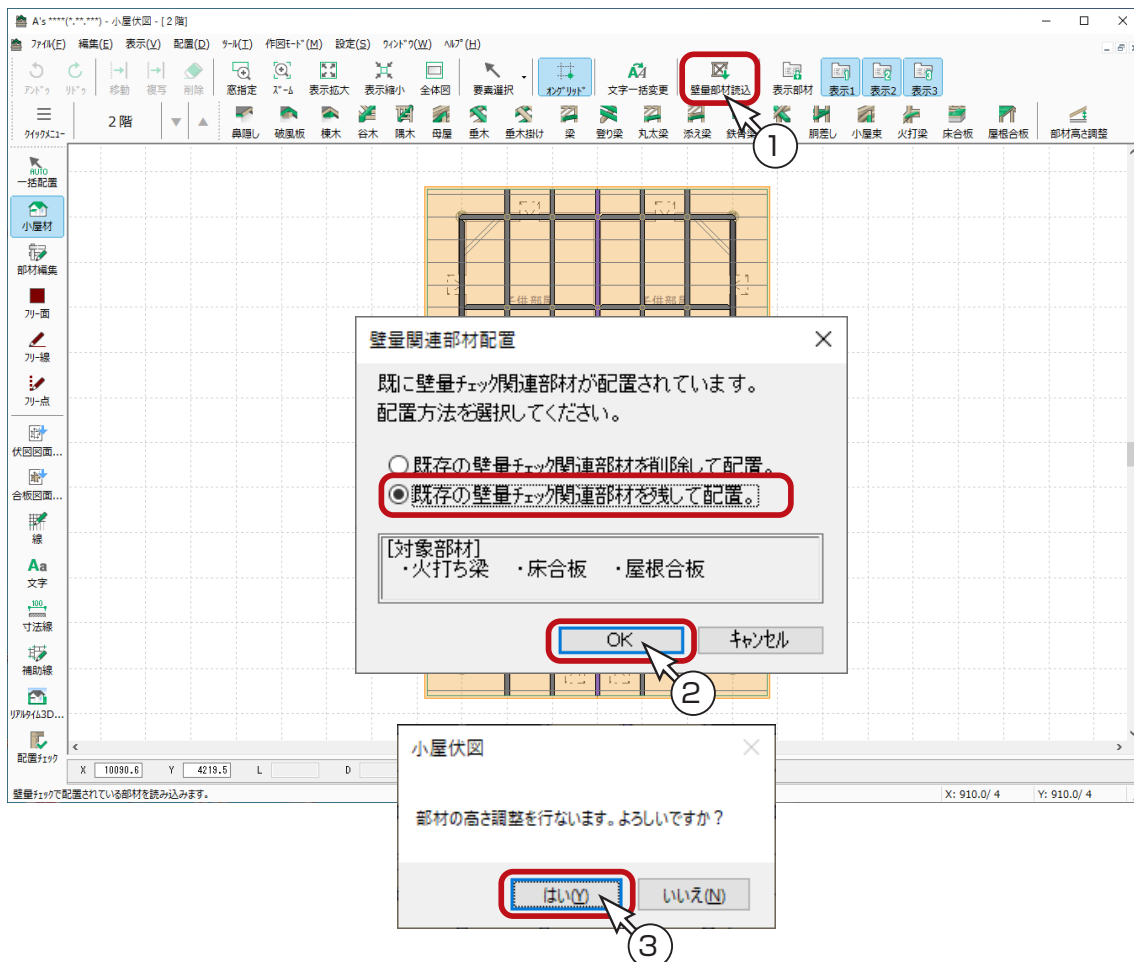 A's ****(*.**.***) - 小屋伏図 - [２階]
ﾌｧｲﾙ(F) 編集(E) 表示(V) 配置(D) ﾂｰﾙ(T) 作図ﾓｰﾄﾞ(M) 設定(S) ｳｨﾝﾄﾞｳ(W) ﾍﾙﾌﾟ(H)
ｱﾝﾄﾞｩ ﾘﾄﾞｩ 移動 複写 削除 窓指定 ｽﾞｰﾑ 表示拡大 表示縮小 全体図 要素選択 ｵﾝｸﾞﾘｯﾄﾞ 文字一括変更 壁量部材読込 表示部材 表示1 表示2 表示3
ｸｲｯｸﾒﾆｭｰ ２階 鼻隠し 破風板 棟木 谷木 隅木 母屋 垂木 垂木掛け 梁 登り梁 丸太梁 添え梁 鉄骨梁 胴差し 小屋束 火打梁 床合板 屋根合板 部材高さ調整
①
AUTO
一括配置
小屋材
部材編集
ﾌﾘｰ面
ﾌﾘｰ線
ﾌﾘｰ点
伏図図面...
合板図面...
線
Aa
文字
100
寸法線
補助線
ﾘｱﾙﾀｲﾑ3D...
配置ﾁｪｯｸ
子供部屋 子供部屋
壁量関連部材配置
既に壁量ﾁｪｯｸ関連部材が配置されています。
配置方法を選択してください。
既存の壁量ﾁｪｯｸ関連部材を削除して配置。
既存の壁量ﾁｪｯｸ関連部材を残して配置。
[対象部材]
・火打ち梁 ・床合板 ・屋根合板
OK ｷｬﾝｾﾙ
②
小屋伏図
部材の高さ調整を行ないます。よろしいですか？
はい(Y) いいえ(N)
③
X 10090.6 Y 4219.5 L D
壁量ﾁｪｯｸで配置されている部材を読み込みます。 X: 910.0/ 4 Y: 910.0/ 4